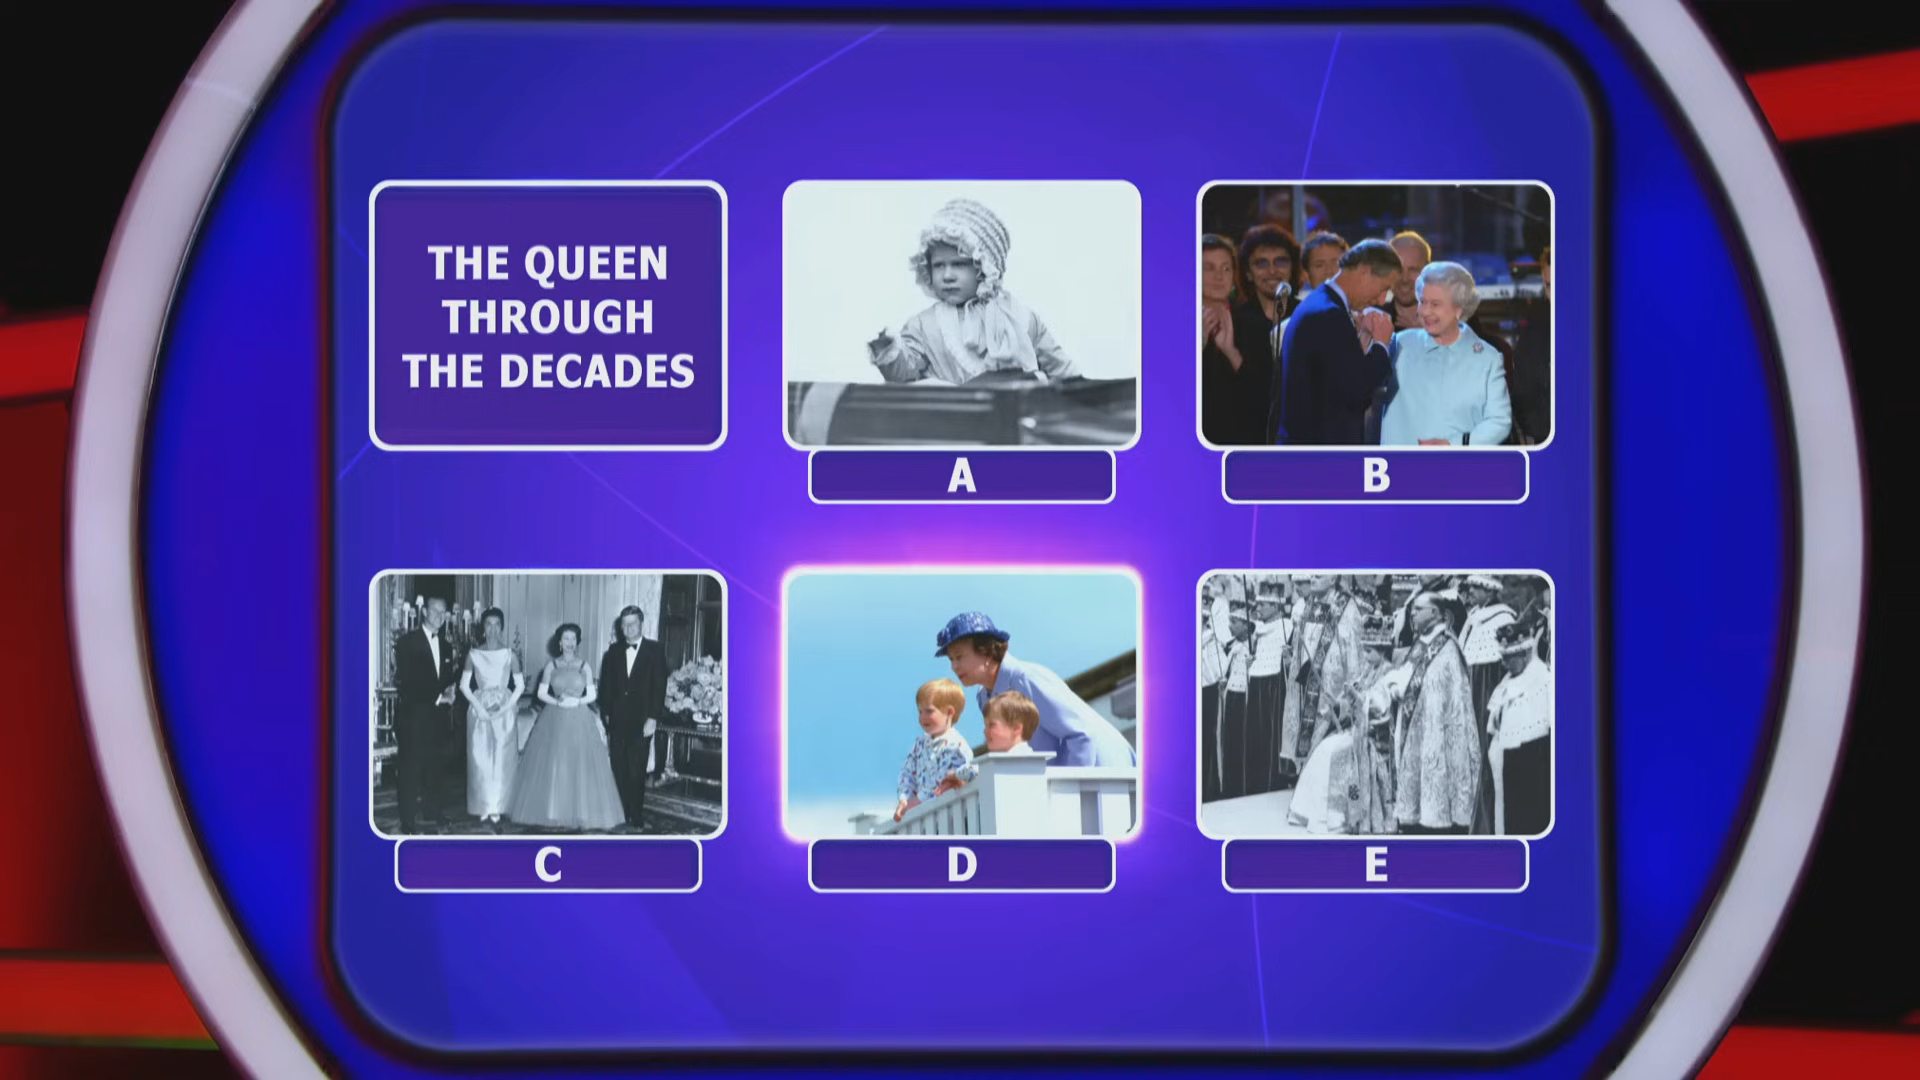 THE QUEEN
THROUGH
THE DECADES
A
B
C
D
E